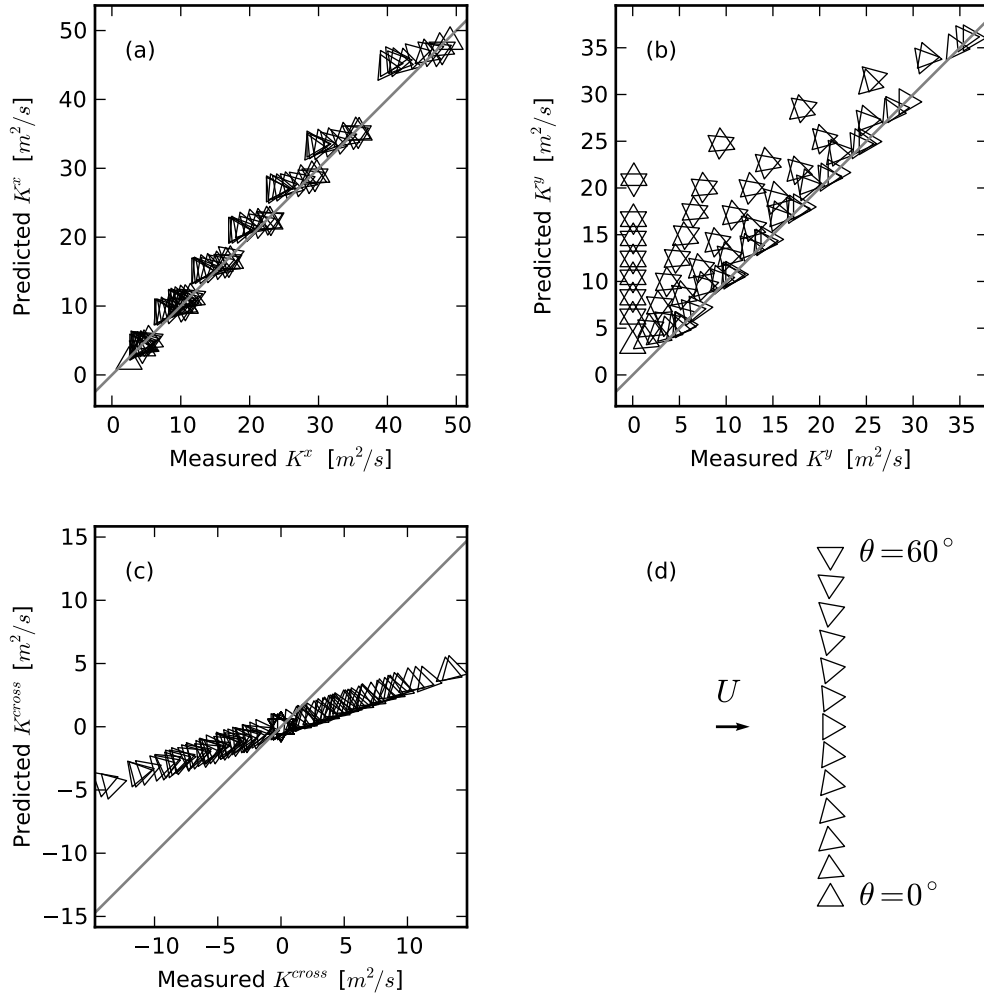 (a)
50
40
30
20
10
0
0 10 20 30 40 50
Predicted K^x [m^2/s]
Measured K^x [m^2/s]
(b)
35
30
25
20
15
10
5
0
0 5 10 15 20 25 30 35
Predicted K^y [m^2/s]
Measured K^y [m^2/s]
(c)
15
10
5
0
−5
−10
−15
−10 −5 0 5 10
Predicted K^{cross} [m^2/s]
Measured K^{cross} [m^2/s]
(d)
θ=60°
U
θ=0°